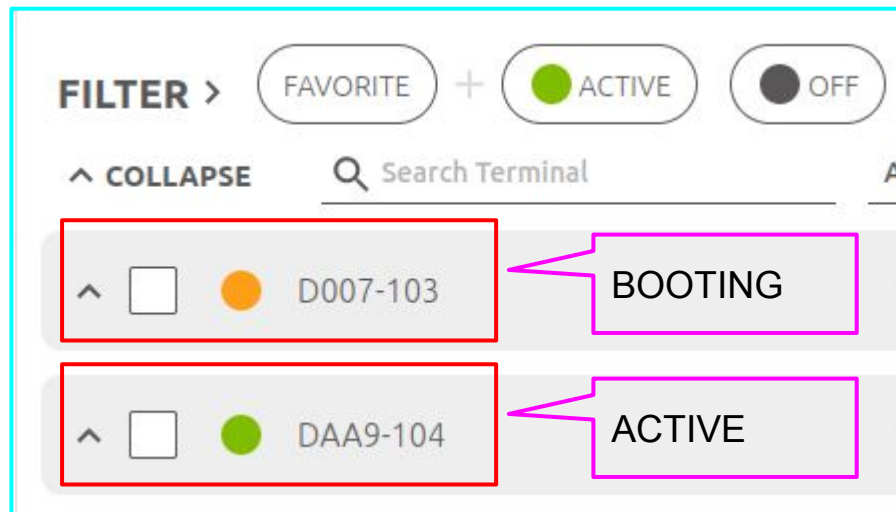 FILTER > FAVORITE + ACTIVE OFF
COLLAPSE Search Terminal A
D007-103 BOOTING
DAA9-104 ACTIVE